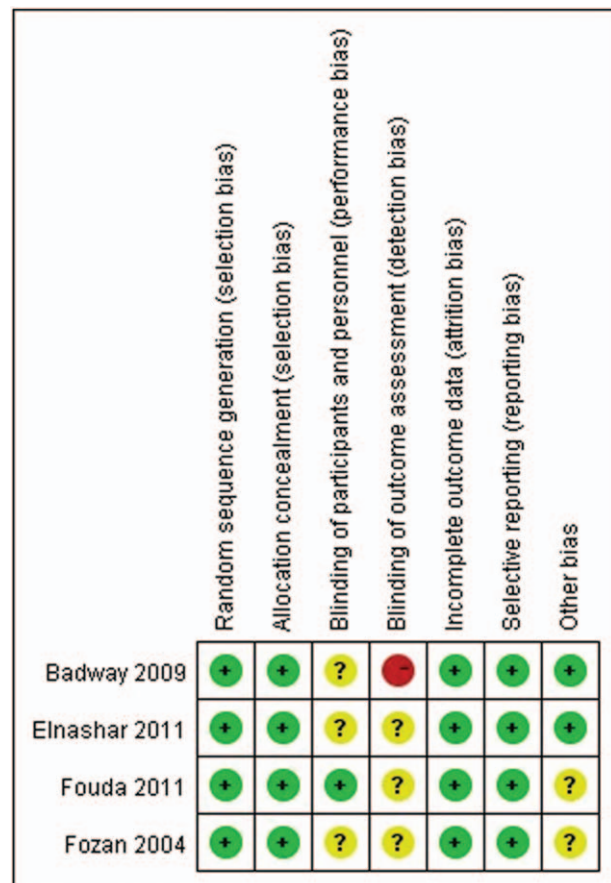 Random sequence generation (selection bias)
Allocation concealment (selection bias)
Blinding of participants and personnel (performance bias)
Blinding of outcome assessment (detection bias)
Incomplete outcome data (attrition bias)
Selective reporting (reporting bias)
Other bias
Badway 2009 + + ? - + + +
Elnashar 2011 + + ? ? + + +
Fouda 2011 + + + ? + + ?
Fozan 2004 + + ? ? + + ?